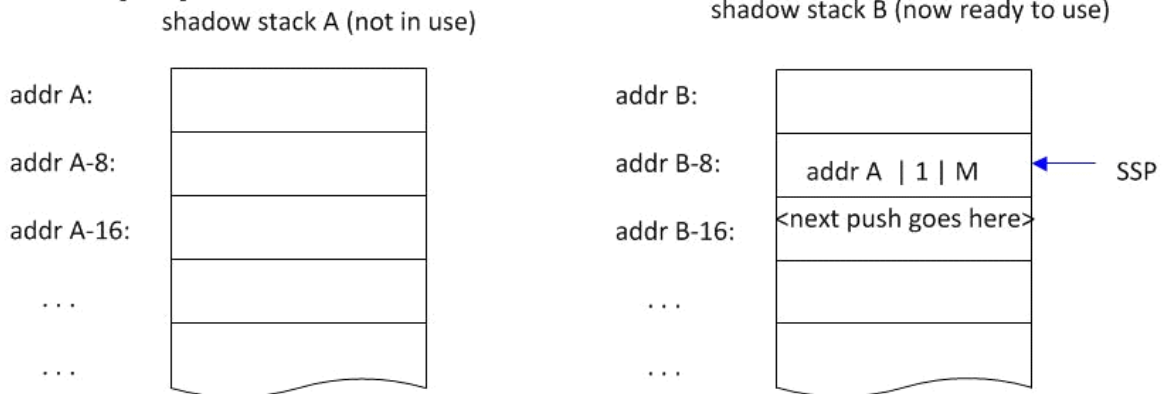 shadow stack A (not in use)
shadow stack B (now ready to use)
addr A:
addr A-8:
addr A-16:
. . .
. . .
addr B:
addr B-8:
addr A | 1 | M
SSP
addr B-16:
<next push goes here>
. . .
. . .